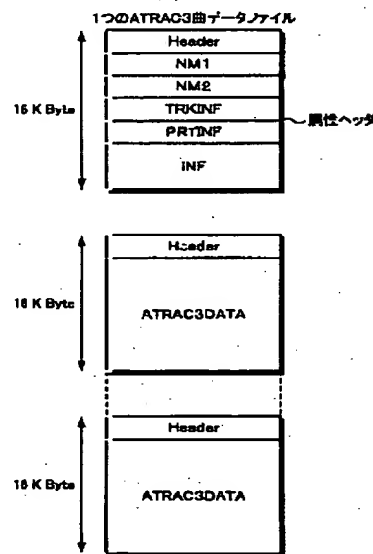 1つのATRAC3曲データファイル
Header
NM1
NM2
TRKINF
PRTINF
INF
16 K Byte
属性ヘッダ
Header
ATRAC3DATA
16 K Byte
Header
ATRAC3DATA
16 K Byte